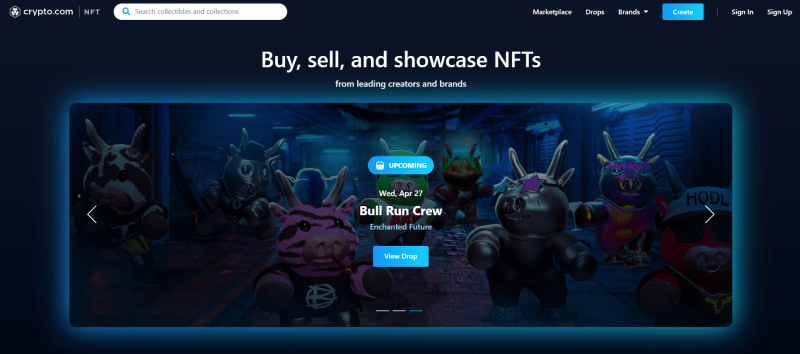 crypto.com | NFT
Search collectibles and collections
Marketplace
Drops
Brands
Create
Sign In
Sign Up
Buy, sell, and showcase NFTs
from leading creators and brands
UPCOMING
Wed, Apr 27
Bull Run Crew
Enchanted Future
View Drop
HODL